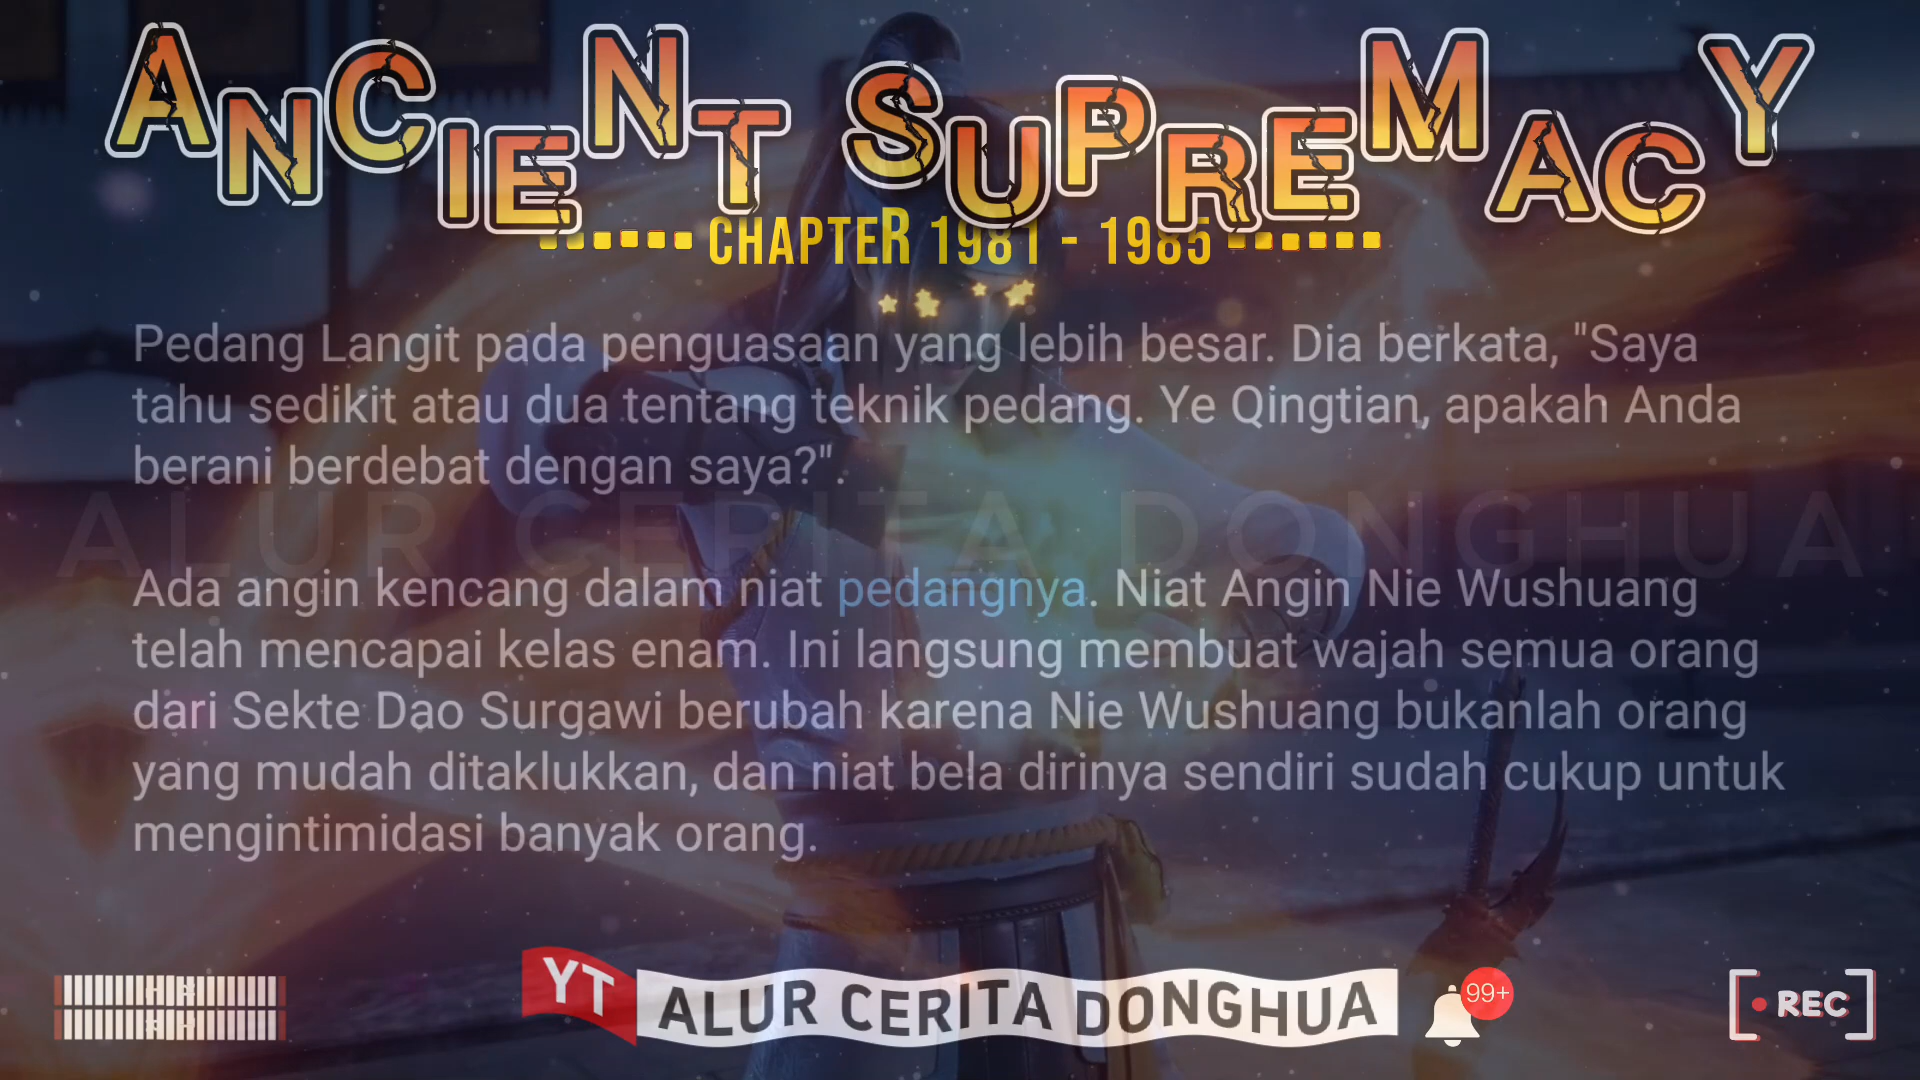 ANCIENT SUPREMACY
CHAPTER 1981 - 1985
Pedang Langit pada penguasaan yang lebih besar. Dia berkata, "Saya
tahu sedikit atau dua tentang teknik pedang. Ye Qingtian, apakah Anda
berani berdebat dengan saya?".
ALUR CERITA DONGHUA
Ada angin kencang dalam niat pedangnya. Niat Angin Nie Wushuang
telah mencapai kelas enam. Ini langsung membuat wajah semua orang
dari Sekte Dao Surgawi berubah karena Nie Wushuang bukanlah orang
yang mudah ditaklukkan, dan niat bela dirinya sendiri sudah cukup untuk
mengintimidasi banyak orang.
YT ALUR CERITA DONGHUA
99+
REC